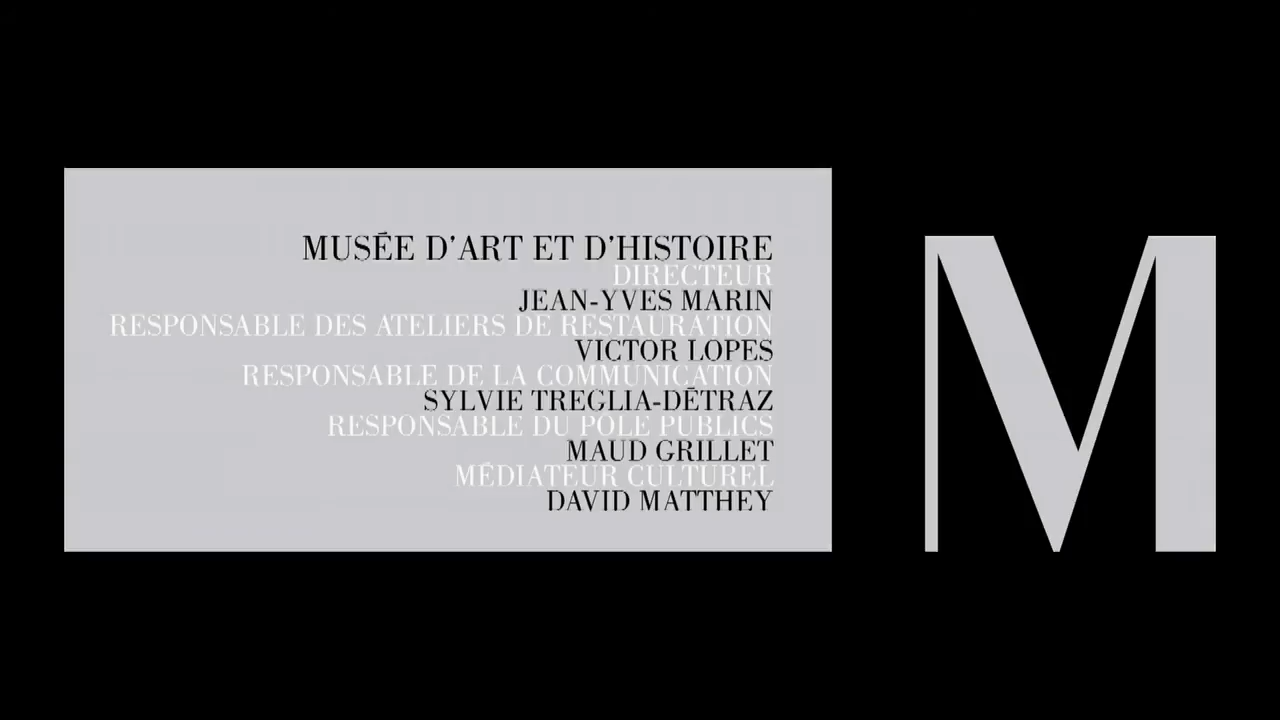 MUSÉE D'ART ET D'HISTOIRE
DIRECTEUR
JEAN-YVES MARIN
RESPONSABLE DES ATELIERS DE RESTAURATION
VICTOR LOPES
RESPONSABLE DE LA COMMUNICATION
SYLVIE TREGLIA-DÉTRAZ
RESPONSABLE DU PÔLE PUBLICS
MAUD GRILLET
MÉDIATEUR CULTUREL
DAVID MATTHEY
M